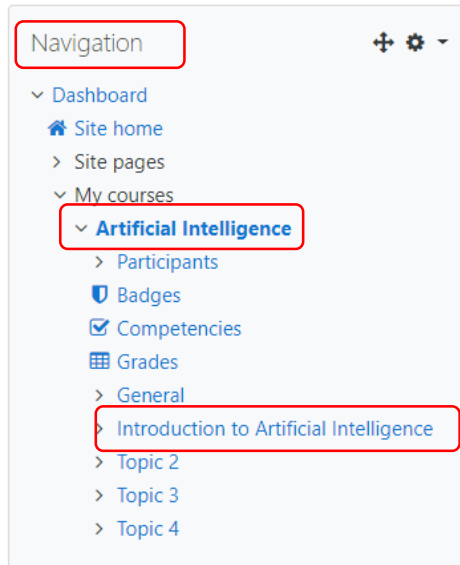 Navigation
Dashboard
Site home
Site pages
My courses
Artificial Intelligence
Participants
Badges
Competencies
Grades
General
Introduction to Artificial Intelligence
Topic 2
Topic 3
Topic 4